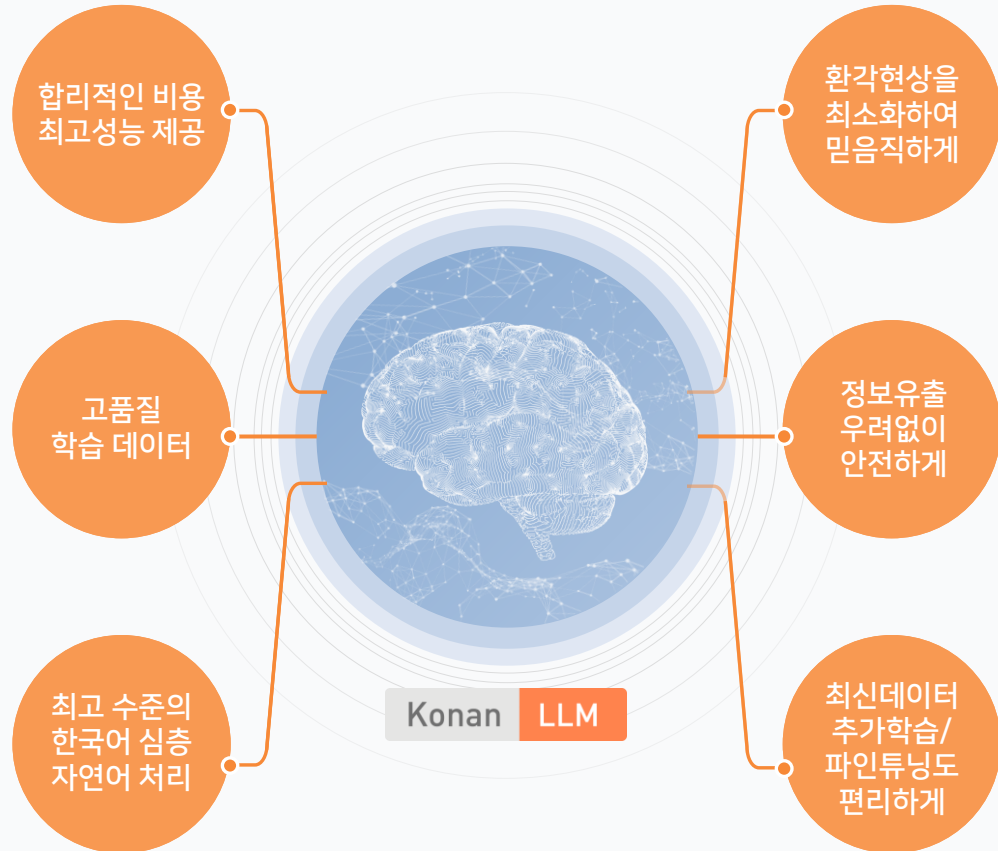 합리적인 비용
최고성능 제공
환각현상을
최소화하여
믿음직하게
고품질
학습 데이터
정보유출
우려없이
안전하게
최고 수준의
한국어 심층
자연어 처리
최신데이터
추가학습/
파인튜닝도
편리하게
Konan LLM